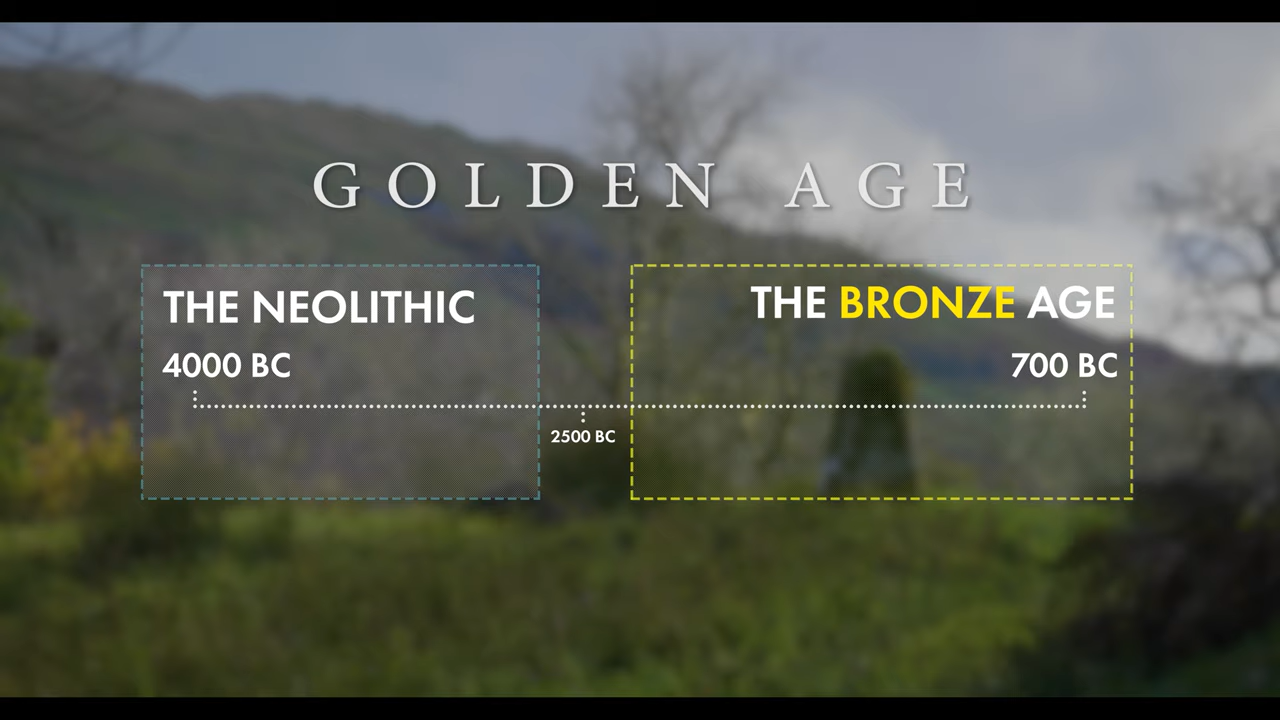 GOLDEN AGE
THE NEOLITHIC
4000 BC
2500 BC
THE BRONZE AGE
700 BC